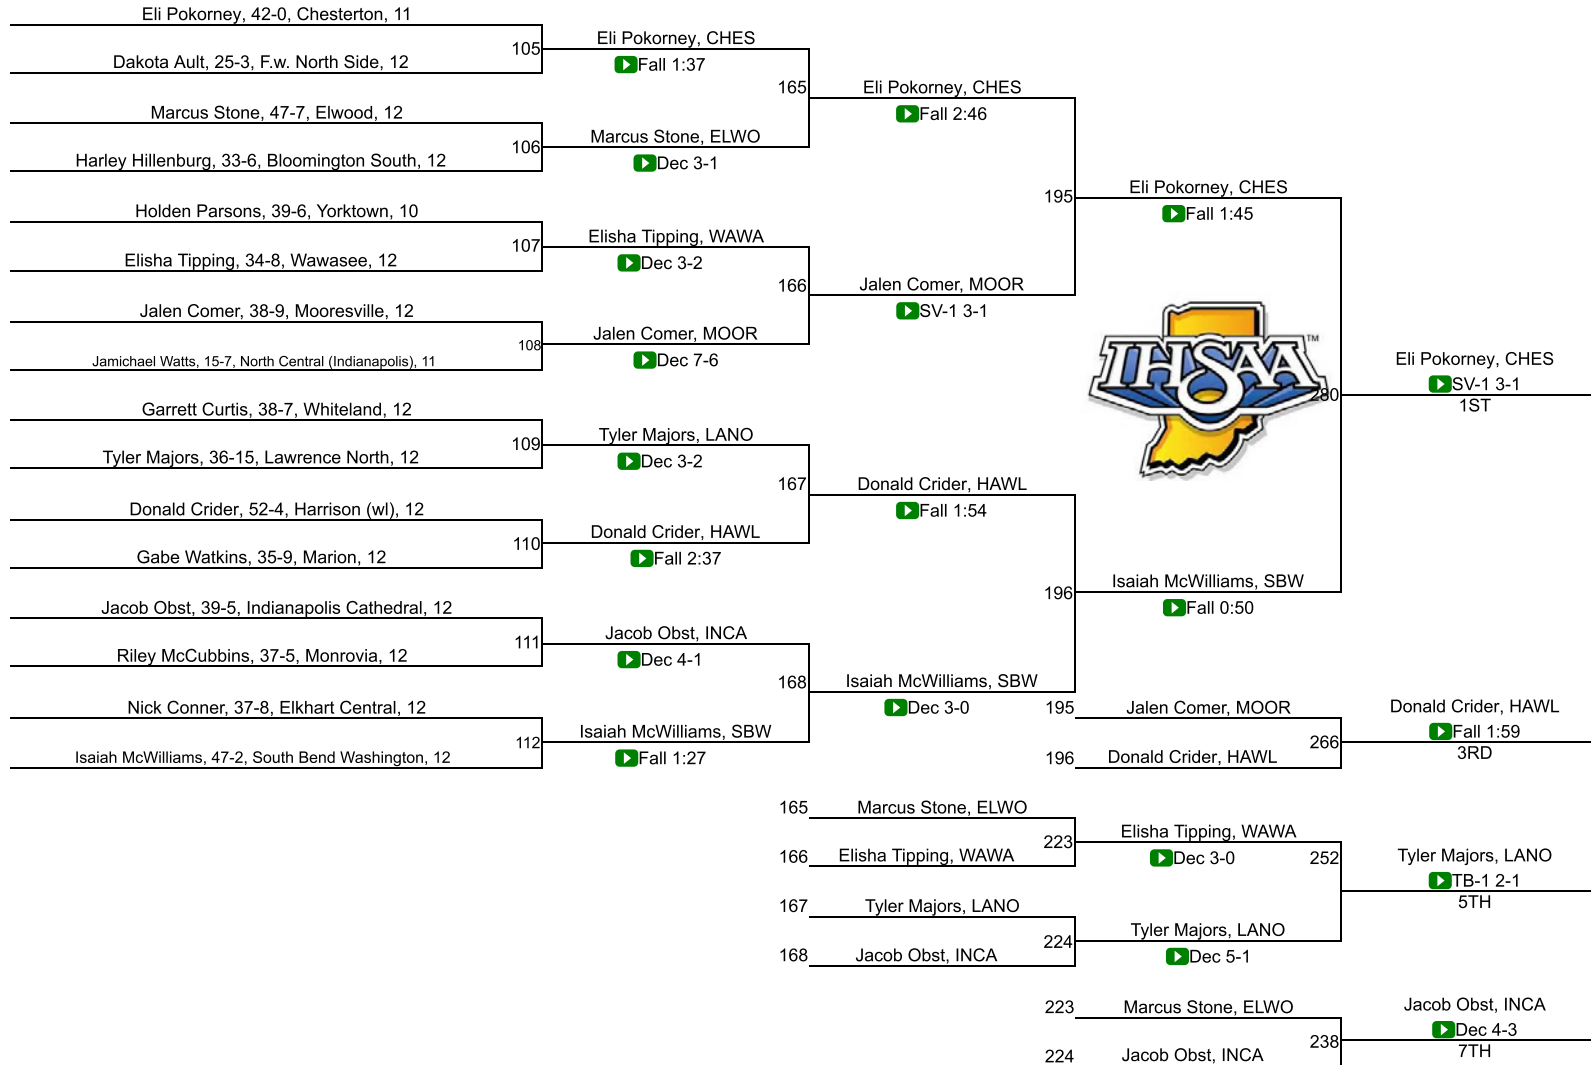 Eli Pokorney, 42-0, Chesterton, 11
105
Dakota Ault, 25-3, F.w. North Side, 12
Eli Pokorney, CHES
Fall 1:37
165
Marcus Stone, 47-7, Elwood, 12
106
Harley Hillenburg, 33-6, Bloomington South, 12
Marcus Stone, ELWO
Dec 3-1
Eli Pokorney, CHES
Fall 2:46
195
Holden Parsons, 39-6, Yorktown, 10
107
Elisha Tipping, 34-8, Wawasee, 12
Elisha Tipping, WAWA
Dec 3-2
166
Jalen Comer, 38-9, Mooresville, 12
108
Jamichael Watts, 15-7, North Central (Indianapolis), 11
Jalen Comer, MOOR
Dec 7-6
Jalen Comer, MOOR
SV-1 3-1
Eli Pokorney, CHES
Fall 1:45
IHSAA
TM
280
Eli Pokorney, CHES
SV-1 3-1
1ST
Garrett Curtis, 38-7, Whiteland, 12
109
Tyler Majors, 36-15, Lawrence North, 12
Tyler Majors, LANO
Dec 3-2
167
Donald Crider, 52-4, Harrison (wl), 12
110
Gabe Watkins, 35-9, Marion, 12
Donald Crider, HAWL
Fall 2:37
Donald Crider, HAWL
Fall 1:54
196
Isaiah McWilliams, SBW
Fall 0:50
Jacob Obst, 39-5, Indianapolis Cathedral, 12
111
Riley McCubbins, 37-5, Monrovia, 12
Jacob Obst, INCA
Dec 4-1
168
Nick Conner, 37-8, Elkhart Central, 12
112
Isaiah McWilliams, 47-2, South Bend Washington, 12
Isaiah McWilliams, SBW
Fall 1:27
Isaiah McWilliams, SBW
Dec 3-0
195
Jalen Comer, MOOR
266
196
Donald Crider, HAWL
Donald Crider, HAWL
Fall 1:59
3RD
165
Marcus Stone, ELWO
223
166
Elisha Tipping, WAWA
Elisha Tipping, WAWA
Dec 3-0
252
167
Tyler Majors, LANO
224
168
Jacob Obst, INCA
Tyler Majors, LANO
Dec 5-1
Tyler Majors, LANO
TB-1 2-1
5TH
223
Marcus Stone, ELWO
238
224
Jacob Obst, INCA
Jacob Obst, INCA
Dec 4-3
7TH